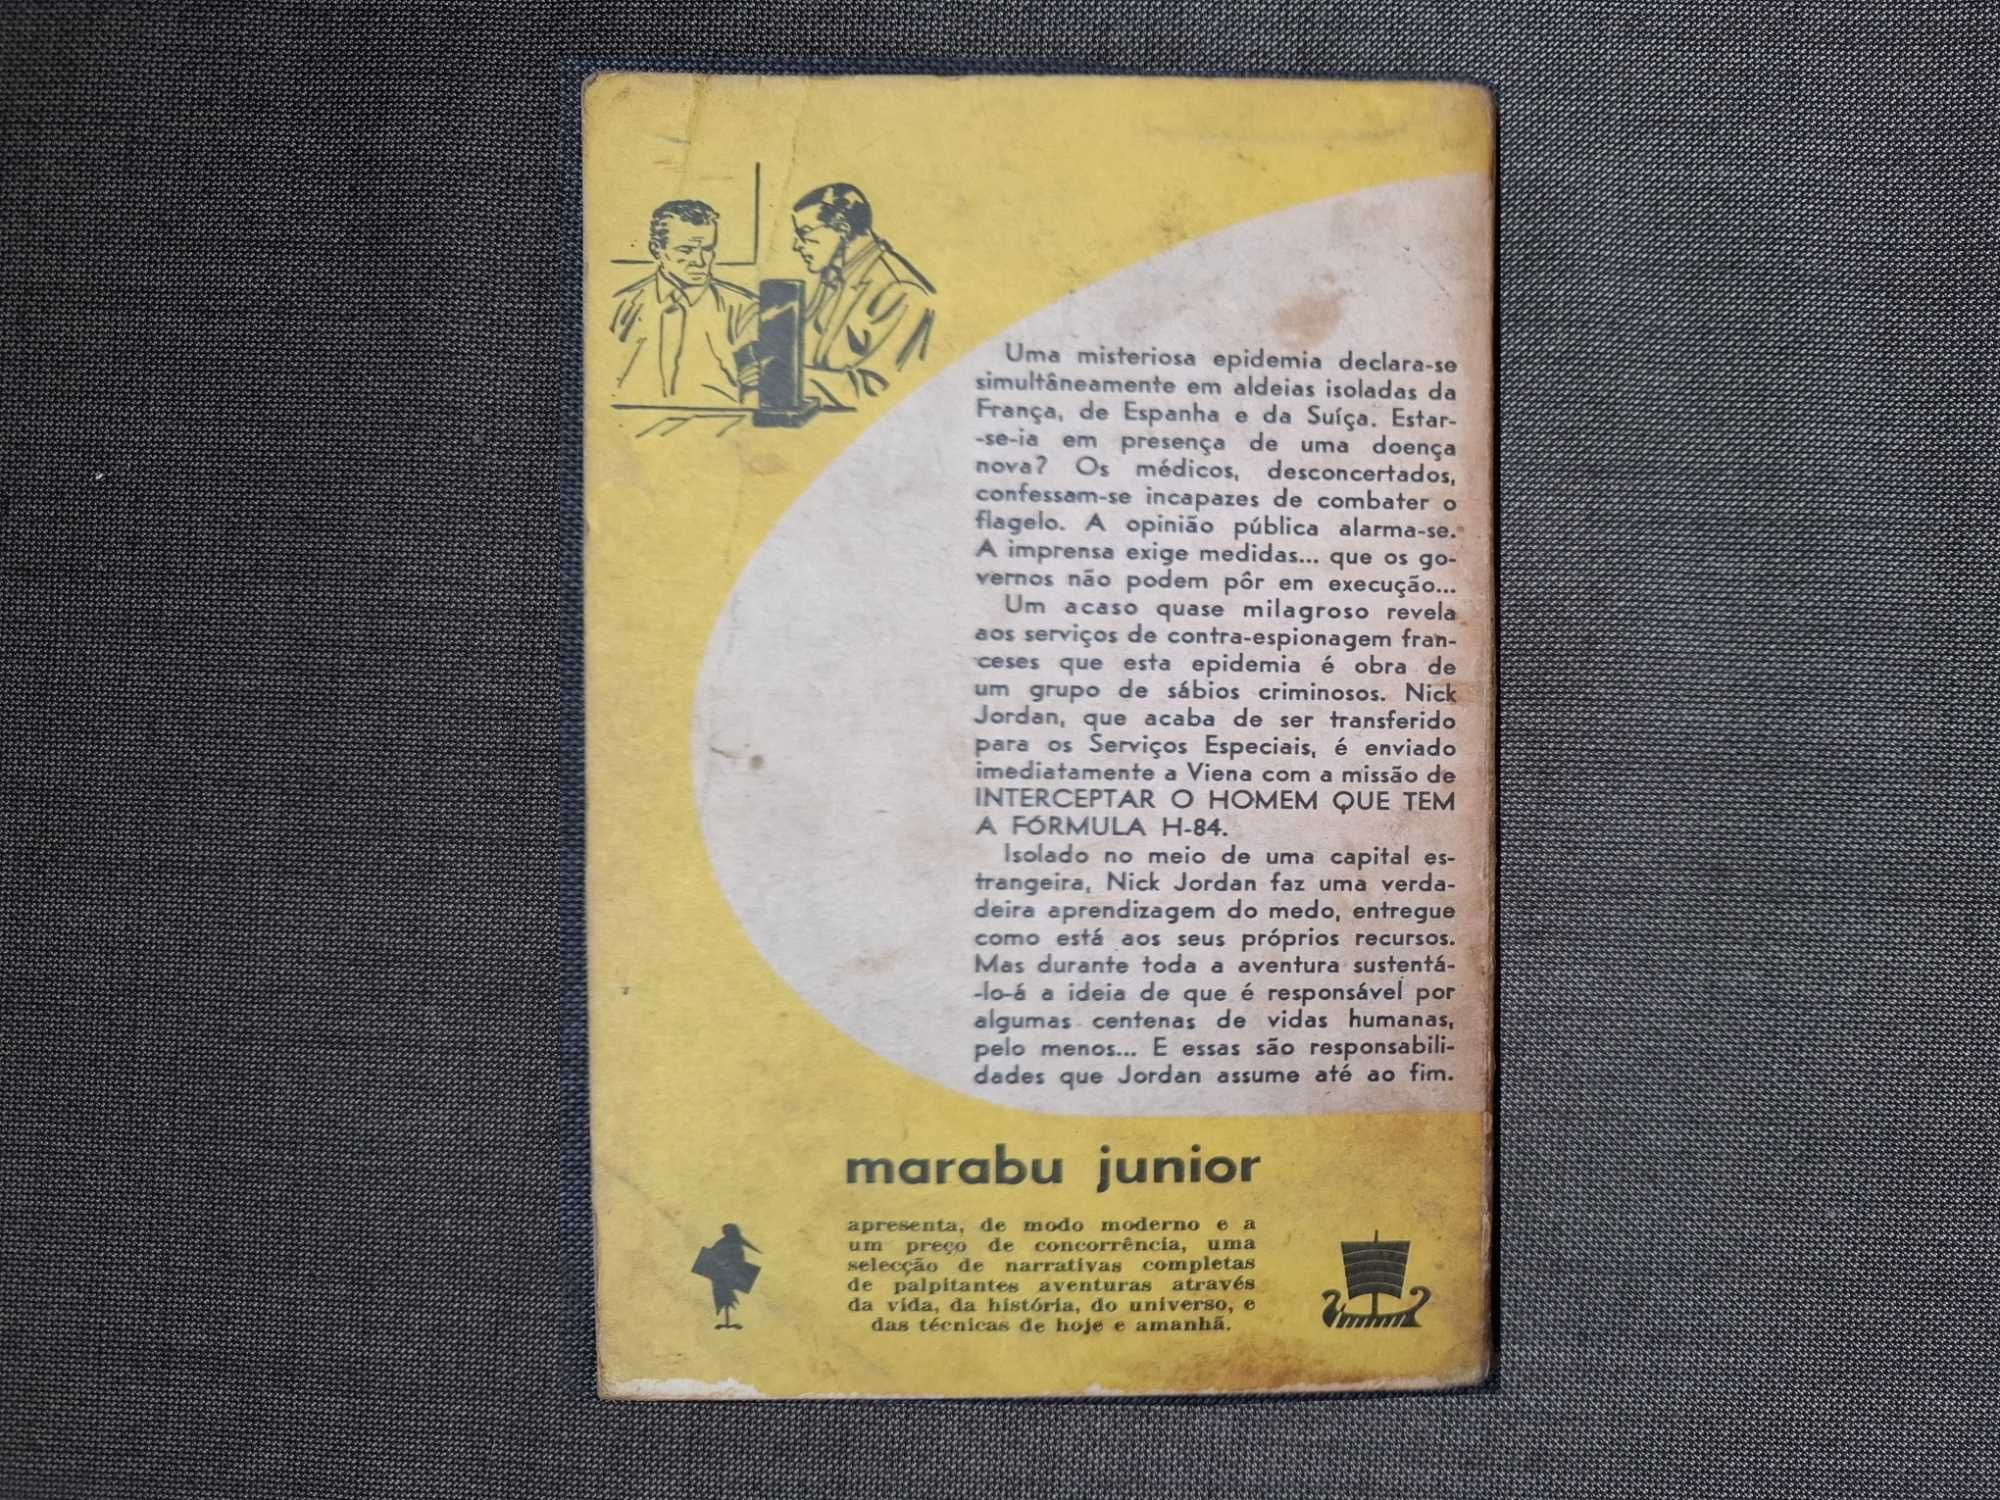 Uma misteriosa epidemia declara-se
simultâneamente em aldeias isoladas da
França, de Espanha e da Suíça. Estar-
-se-ia em presença de uma doença
nova? Os médicos, desconcertados,
confessam-se incapazes de combater o
flagelo. A opinião pública alarma-se.
A imprensa exige medidas... que os go-
vernos não podem pôr em execução...
Um acaso quase milagroso revela
aos serviços de contra-espionagem fran-
ceses que esta epidemia é obra de
um grupo de sábios criminosos. Nick
Jordan, que acaba de ser transferido
para os Serviços Especiais, é enviado
imediatamente a Viena com a missão de
INTERCEPTAR O HOMEM QUE TEM
A FÓRMULA H-84.
Isolado no meio de uma capital es-
trangeira, Nick Jordan faz uma verda-
deira aprendizagem do medo, entregue
como está aos seus próprios recursos.
Mas durante toda a aventura sustentá-
-lo-á a ideia de que é responsável por
algumas centenas de vidas humanas,
pelo menos... E essas são responsabili-
dades que Jordan assume até ao fim.
marabu junior
apresenta, de modo moderno e a
um preço de concorrência, uma
selecção de narrativas completas
de palpitantes aventuras através
da vida, da história, do universo, e
das técnicas de hoje e amanhã.